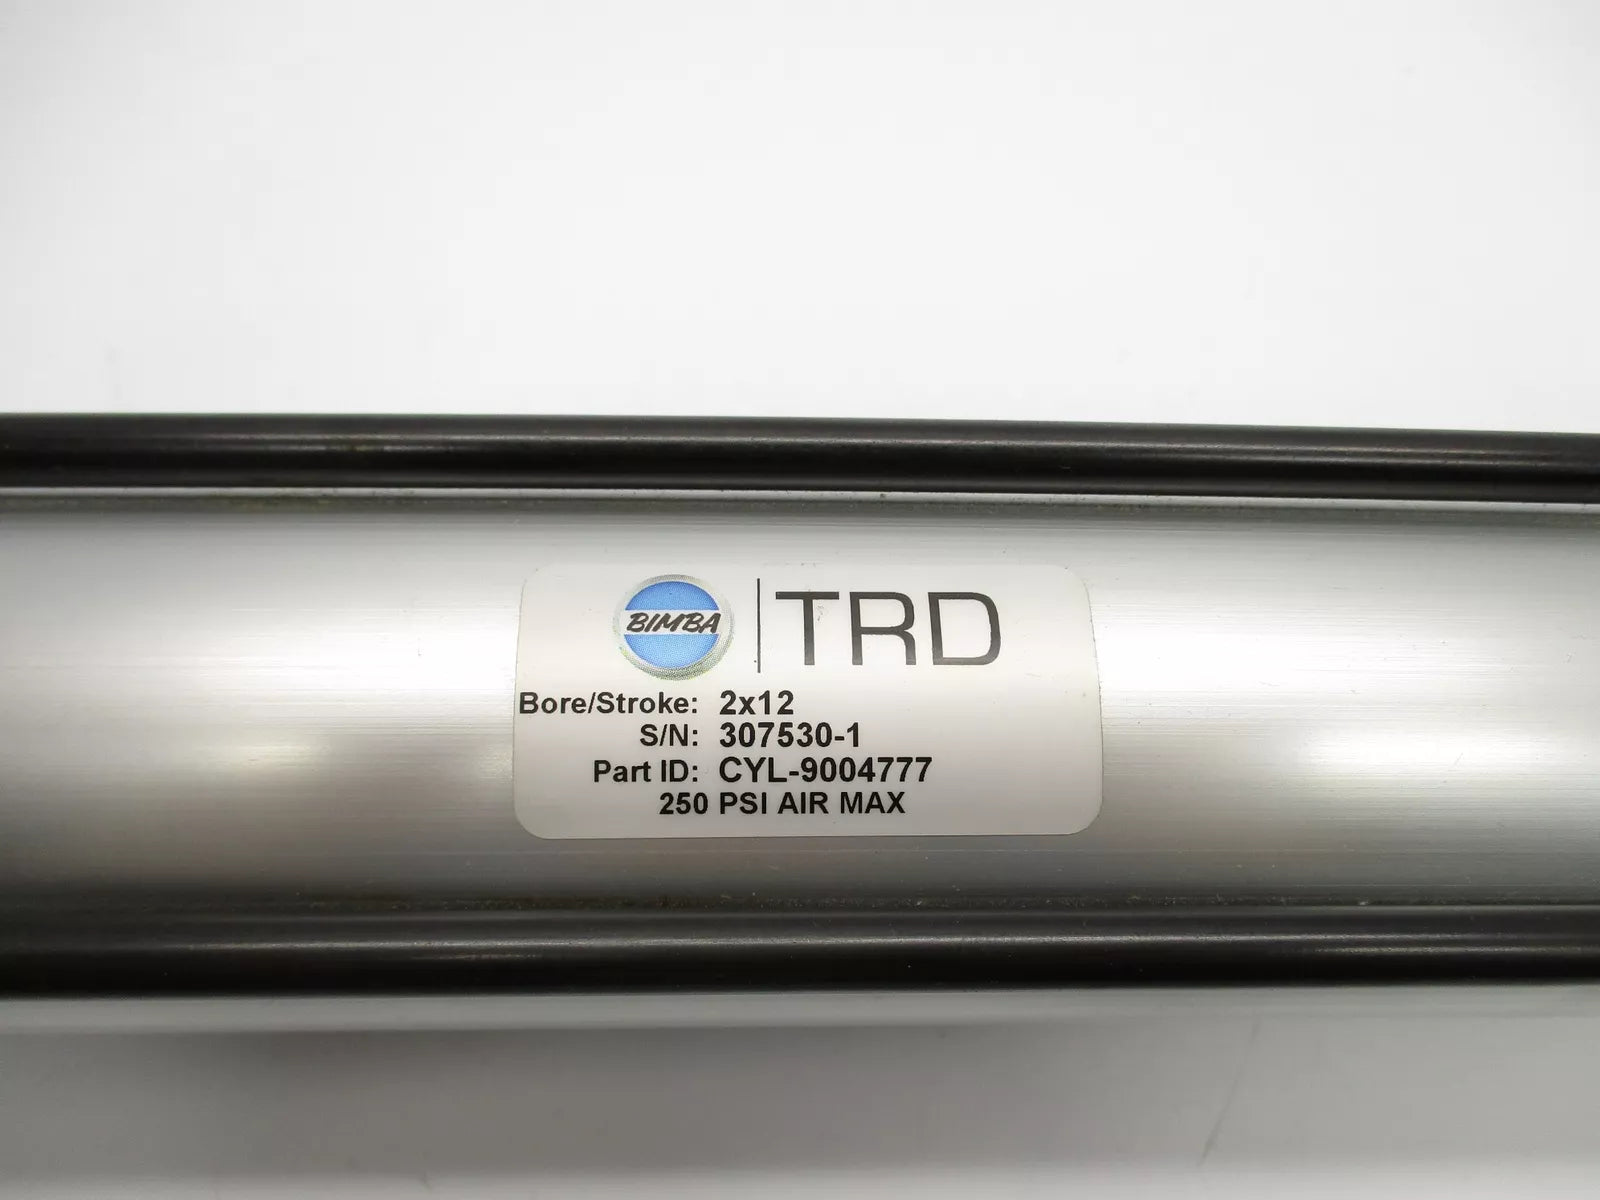 BIMBA TRD
Bore/Stroke: 2x12
S/N: 307530-1
Part ID: CYL-9004777
250 PSI AIR MAX